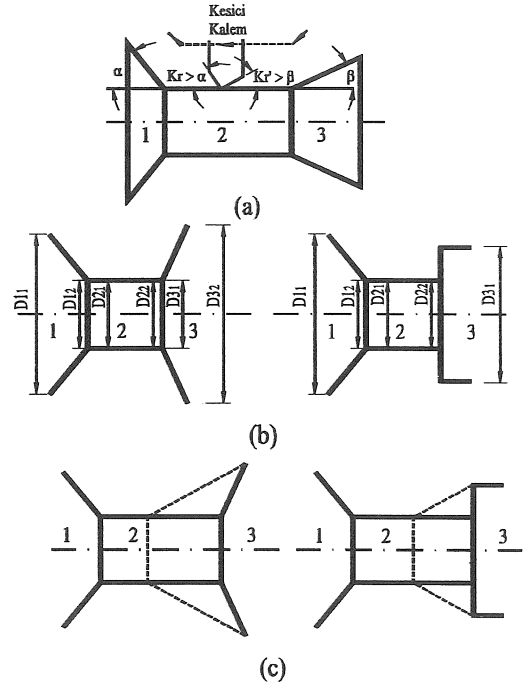 Kesici
Kalem
α Kr > α Kr' > β β
1 2 3
(a)
D1₁ D1₂ D2₁ D2₂ D3₁ D3₂
1 2 3
D1₁ D1₂ D2₁ D2₂ D3₁
1 2 3
(b)
1 2 3
1 2 3
(c)